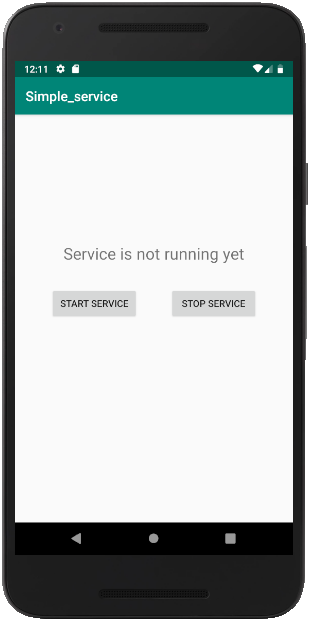 12:11
Simple_service
Service is not running yet
START SERVICE
STOP SERVICE